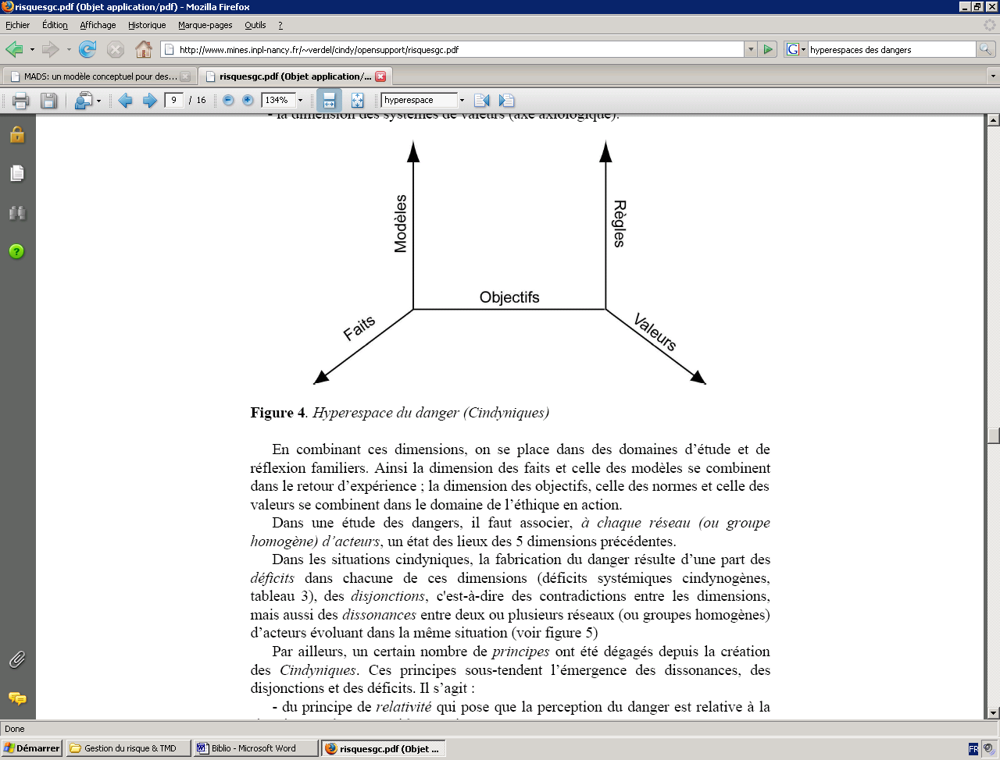 risquesgc.pdf (Objet application/pdf) - Mozilla Firefox
Fichier Édition Affichage Historique Marque-pages Outils ?
http://www.mines.inpl-nancy.fr/~verdel/cindy/opensupport/risquesgc.pdf
G hyperespaces des dangers
MADS: un modèle conceptuel pour des... risquesgc.pdf (Objet application/...
9 / 16 134% hyperespace
- la dimension des systèmes de valeurs (axe axiologique).
Modèles
Règles
Objectifs
Faits
Valeurs
Figure 4. Hyperespace du danger (Cindyniques)
En combinant ces dimensions, on se place dans des domaines d’étude et de
réflexion familiers. Ainsi la dimension des faits et celle des modèles se combinent
dans le retour d’expérience ; la dimension des objectifs, celle des normes et celle des
valeurs se combinent dans le domaine de l’éthique en action.
Dans une étude des dangers, il faut associer, à chaque réseau (ou groupe
homogène) d’acteurs, un état des lieux des 5 dimensions précédentes.
Dans les situations cindyniques, la fabrication du danger résulte d’une part des
déficits dans chacune de ces dimensions (déficits systémiques cindynogènes,
tableau 3), des disjonctions, c'est-à-dire des contradictions entre les dimensions,
mais aussi des dissonances entre deux ou plusieurs réseaux (ou groupes homogènes)
d’acteurs évoluant dans la même situation (voir figure 5)
Par ailleurs, un certain nombre de principes ont été dégagés depuis la création
des Cindyniques. Ces principes sous-tendent l’émergence des dissonances, des
disjonctions et des déficits. Il s’agit :
- du principe de relativité qui pose que la perception du danger est relative à la
Done
Démarrer Gestion du risque & TMD Biblio - Microsoft Word risquesgc.pdf (Objet ... FR